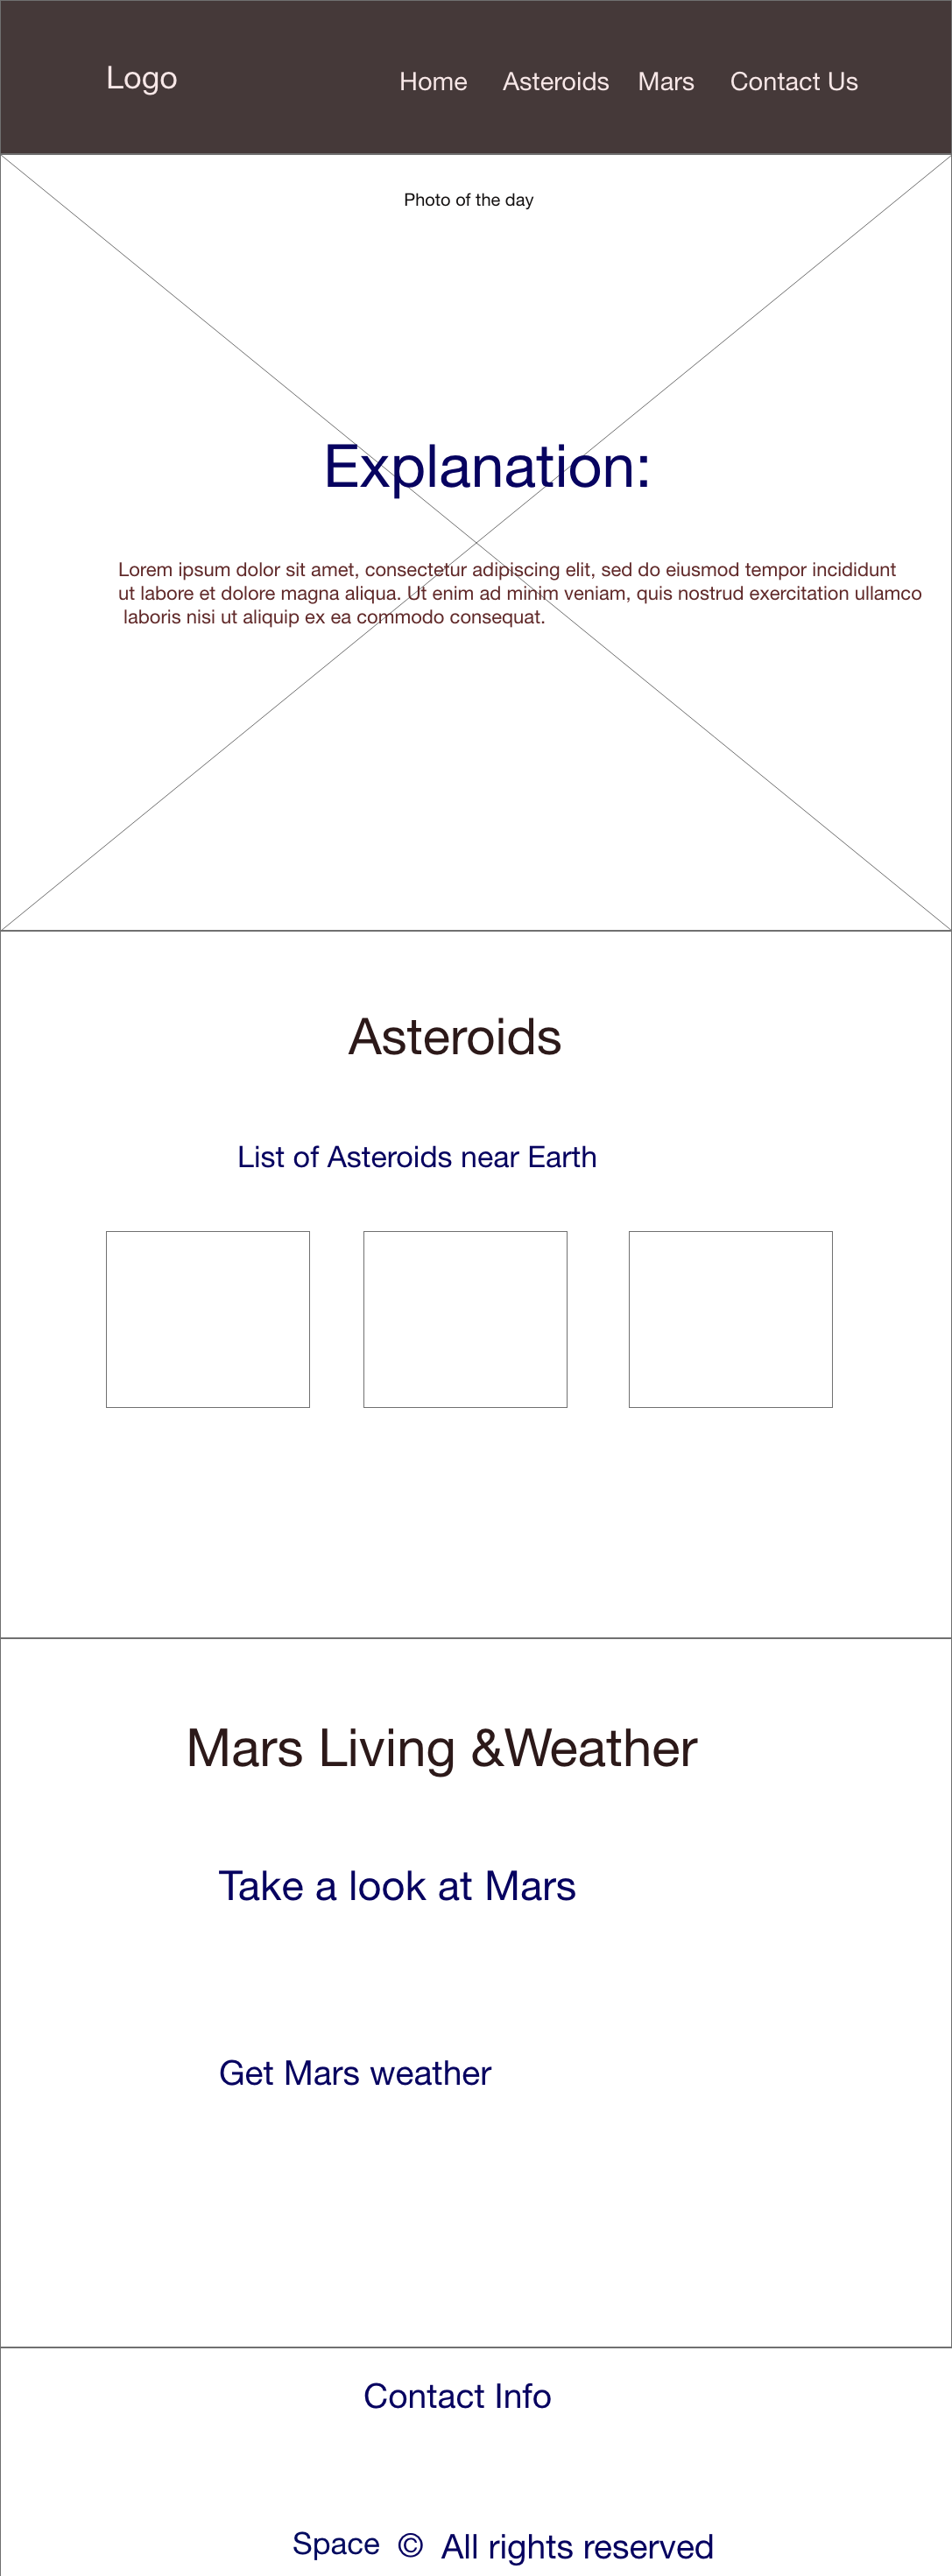 Logo
Home Asteroids Mars Contact Us
Photo of the day
Explanation:
Lorem ipsum dolor sit amet, consectetur adipiscing elit, sed do eiusmod tempor incididunt
ut labore et dolore magna aliqua. Ut enim ad minim veniam, quis nostrud exercitation ullamco
laboris nisi ut aliquip ex ea commodo consequat.
Asteroids
List of Asteroids near Earth
Mars Living &Weather
Take a look at Mars
Get Mars weather
Contact Info
Space © All rights reserved